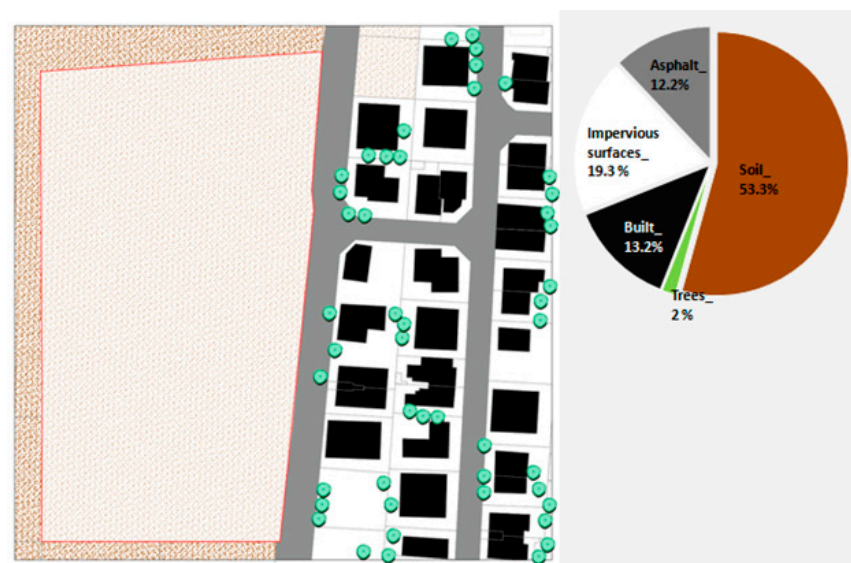 Asphalt_
12.2%
Impervious
surfaces_
19.3 %
Soil_
53.3%
Built_
13.2%
Trees_
2 %